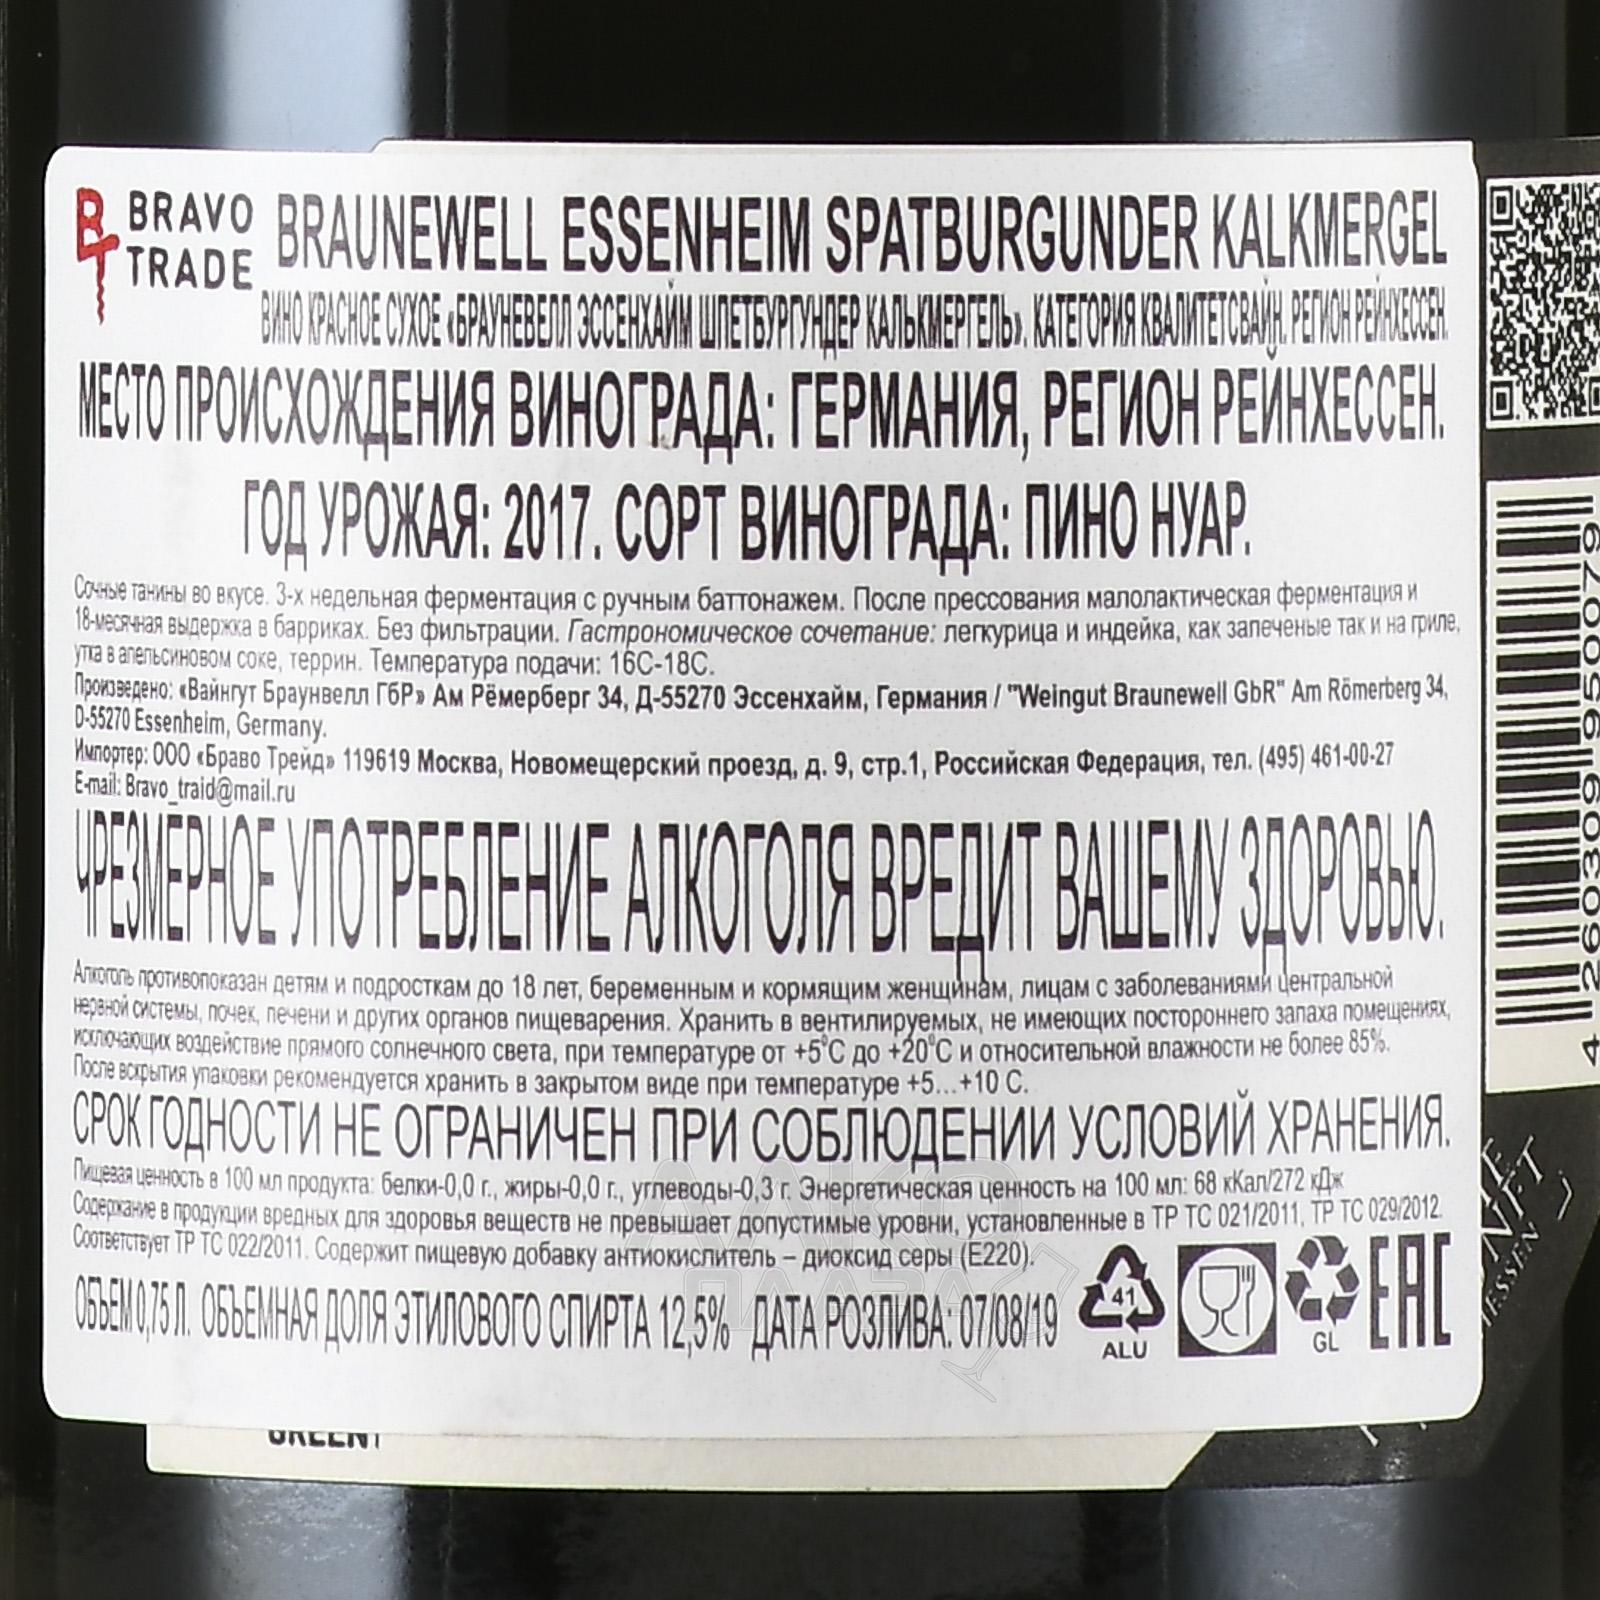 BRAVO TRADE
BRAUNEWELL ESSENHEIM SPATBURGUNDER KALKMERGEL
ВИНО КРАСНОЕ СУХОЕ «БРАУНЕВЕЛЛ ЭССЕНХАЙМ ШПЕТБУРГУНДЕР КАЛЬКМЕРГЕЛЬ». КАТЕГОРИЯ КВАЛИТЕТСВАЙН. РЕГИОН РЕЙНХЕССЕН.
МЕСТО ПРОИСХОЖДЕНИЯ ВИНОГРАДА: ГЕРМАНИЯ, РЕГИОН РЕЙНХЕССЕН.
ГОД УРОЖАЯ: 2017. СОРТ ВИНОГРАДА: ПИНО НУАР.
Сочные танины во вкусе. 3-х недельная ферментация с ручным баттонажем. После прессования малолактическая ферментация и
18-месячная выдержка в барриках. Без фильтрации. Гастрономическое сочетание: легкурица и индейка, как запеченые так и на гриле,
утка в апельсиновом соке, террин. Температура подачи: 16С-18С.
Произведено: «Вайнгут Браунвелл ГбР» Ам Рёмерберг 34, Д-55270 Эссенхайм, Германия / "Weingut Braunewell GbR" Am Römerberg 34,
D-55270 Essenheim, Germany.
Импортер: ООО «Браво Трейд» 119619 Москва, Новомещерский проезд, д. 9, стр.1, Российская Федерация, тел. (495) 461-00-27
E-mail: Bravo_traid@mail.ru
ЧРЕЗМЕРНОЕ УПОТРЕБЛЕНИЕ АЛКОГОЛЯ ВРЕДИТ ВАШЕМУ ЗДОРОВЬЮ.
Алкоголь противопоказан детям и подросткам до 18 лет, беременным и кормящим женщинам, лицам с заболеваниями центральной
нервной системы, почек, печени и других органов пищеварения. Хранить в вентилируемых, не имеющих постороннего запаха помещениях,
исключающих воздействие прямого солнечного света, при температуре от +5°С до +20°С и относительной влажности не более 85%.
После вскрытия упаковки рекомендуется хранить в закрытом виде при температуре +5...+10 С.
СРОК ГОДНОСТИ НЕ ОГРАНИЧЕН ПРИ СОБЛЮДЕНИИ УСЛОВИЙ ХРАНЕНИЯ.
Пищевая ценность в 100 мл продукта: белки-0,0 г., жиры-0,0 г., углеводы-0,3 г. Энергетическая ценность на 100 мл: 68 кКал/272 кДж
Содержание в продукции вредных для здоровья веществ не превышает допустимые уровни, установленные в ТР ТС 021/2011, ТР ТС 029/2012.
Соответствует ТР ТС 022/2011. Содержит пищевую добавку антиокислитель – диоксид серы (Е220).
ОБЪЕМ 0,75 Л. ОБЪЕМНАЯ ДОЛЯ ЭТИЛОВОГО СПИРТА 12,5% ДАТА РОЗЛИВА: 07/08/19
41
ALU
GL
ЕАС
4 260309 950079
АЛКО
ПЛАЗА